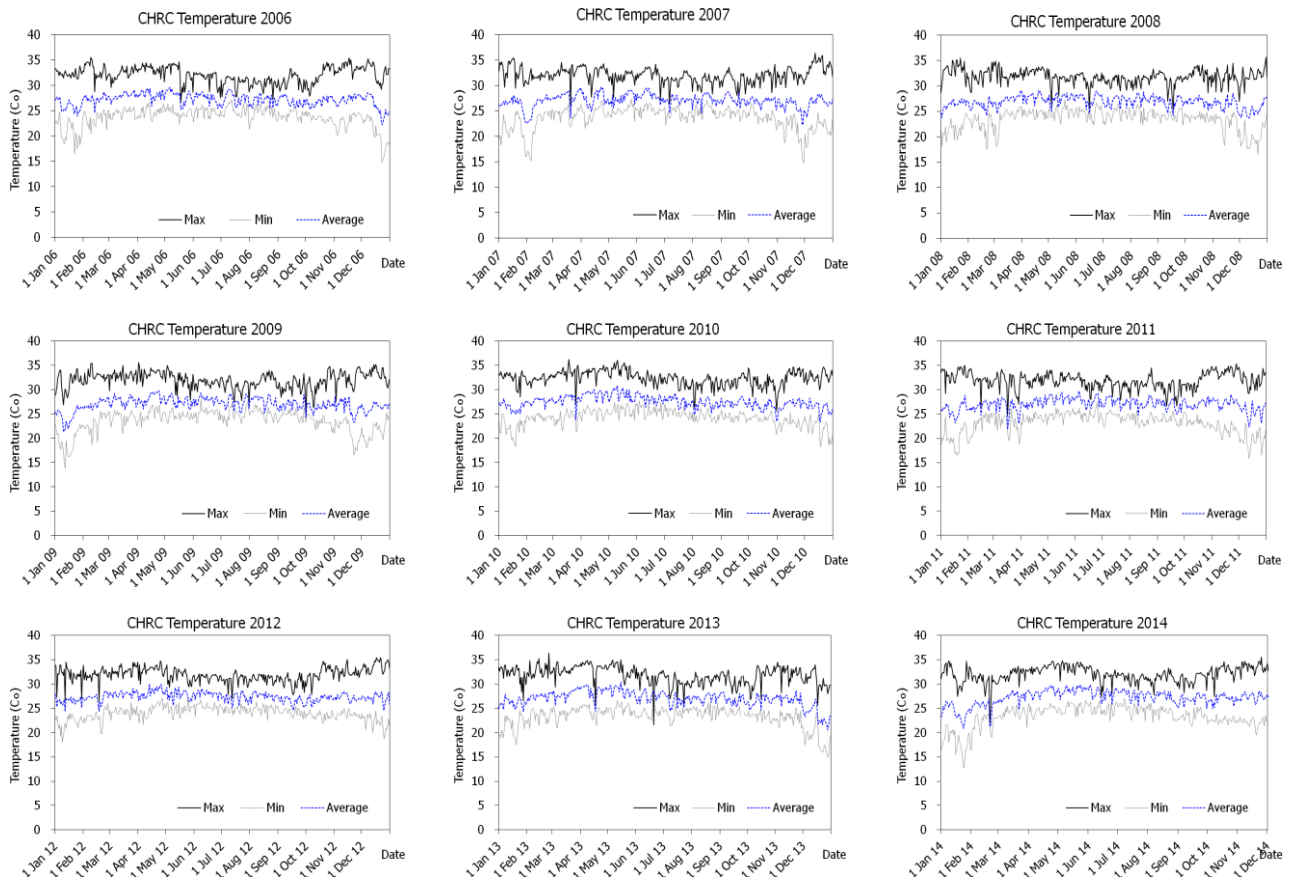 CHRC Temperature 2006
40
35
30
25
20
15
10
5
0
Temperature (Co)
Max Min Average
1 Jan 06 1 Feb 06 1 Mar 06 1 Apr 06 1 May 06 1 Jun 06 1 Jul 06 1 Aug 06 1 Sep 06 1 Oct 06 1 Nov 06 1 Dec 06
Date
CHRC Temperature 2007
40
35
30
25
20
15
10
5
0
Temperature (Co)
Max Min Average
1 Jan 07 1 Feb 07 1 Mar 07 1 Apr 07 1 May 07 1 Jun 07 1 Jul 07 1 Aug 07 1 Sep 07 1 Oct 07 1 Nov 07 1 Dec 07
Date
CHRC Temperature 2008
40
35
30
25
20
15
10
5
0
Temperature (Co)
Max Min Average
1 Jan 08 1 Feb 08 1 Mar 08 1 Apr 08 1 May 08 1 Jun 08 1 Jul 08 1 Aug 08 1 Sep 08 1 Oct 08 1 Nov 08 1 Dec 08
Date
CHRC Temperature 2009
40
35
30
25
20
15
10
5
0
Temperature (Co)
Max Min Average
1 Jan 09 1 Feb 09 1 Mar 09 1 Apr 09 1 May 09 1 Jun 09 1 Jul 09 1 Aug 09 1 Sep 09 1 Oct 09 1 Nov 09 1 Dec 09
Date
CHRC Temperature 2010
40
35
30
25
20
15
10
5
0
Temperature (Co)
Max Min Average
1 Jan 10 1 Feb 10 1 Mar 10 1 Apr 10 1 May 10 1 Jun 10 1 Jul 10 1 Aug 10 1 Sep 10 1 Oct 10 1 Nov 10 1 Dec 10
Date
CHRC Temperature 2011
40
35
30
25
20
15
10
5
0
Temperature (Co)
Max Min Average
1 Jan 11 1 Feb 11 1 Mar 11 1 Apr 11 1 May 11 1 Jun 11 1 Jul 11 1 Aug 11 1 Sep 11 1 Oct 11 1 Nov 11 1 Dec 11
Date
CHRC Temperature 2012
40
35
30
25
20
15
10
5
0
Temperature (Co)
Max Min Average
1 Jan 12 1 Feb 12 1 Mar 12 1 Apr 12 1 May 12 1 Jun 12 1 Jul 12 1 Aug 12 1 Sep 12 1 Oct 12 1 Nov 12 1 Dec 12
Date
CHRC Temperature 2013
40
35
30
25
20
15
10
5
0
Temperature (Co)
Max Min Average
1 Jan 13 1 Feb 13 1 Mar 13 1 Apr 13 1 May 13 1 Jun 13 1 Jul 13 1 Aug 13 1 Sep 13 1 Oct 13 1 Nov 13 1 Dec 13
Date
CHRC Temperature 2014
40
35
30
25
20
15
10
5
0
Temperature (Co)
Max Min Average
1 Jan 14 1 Feb 14 1 Mar 14 1 Apr 14 1 May 14 1 Jun 14 1 Jul 14 1 Aug 14 1 Sep 14 1 Oct 14 1 Nov 14 1 Dec 14
Date